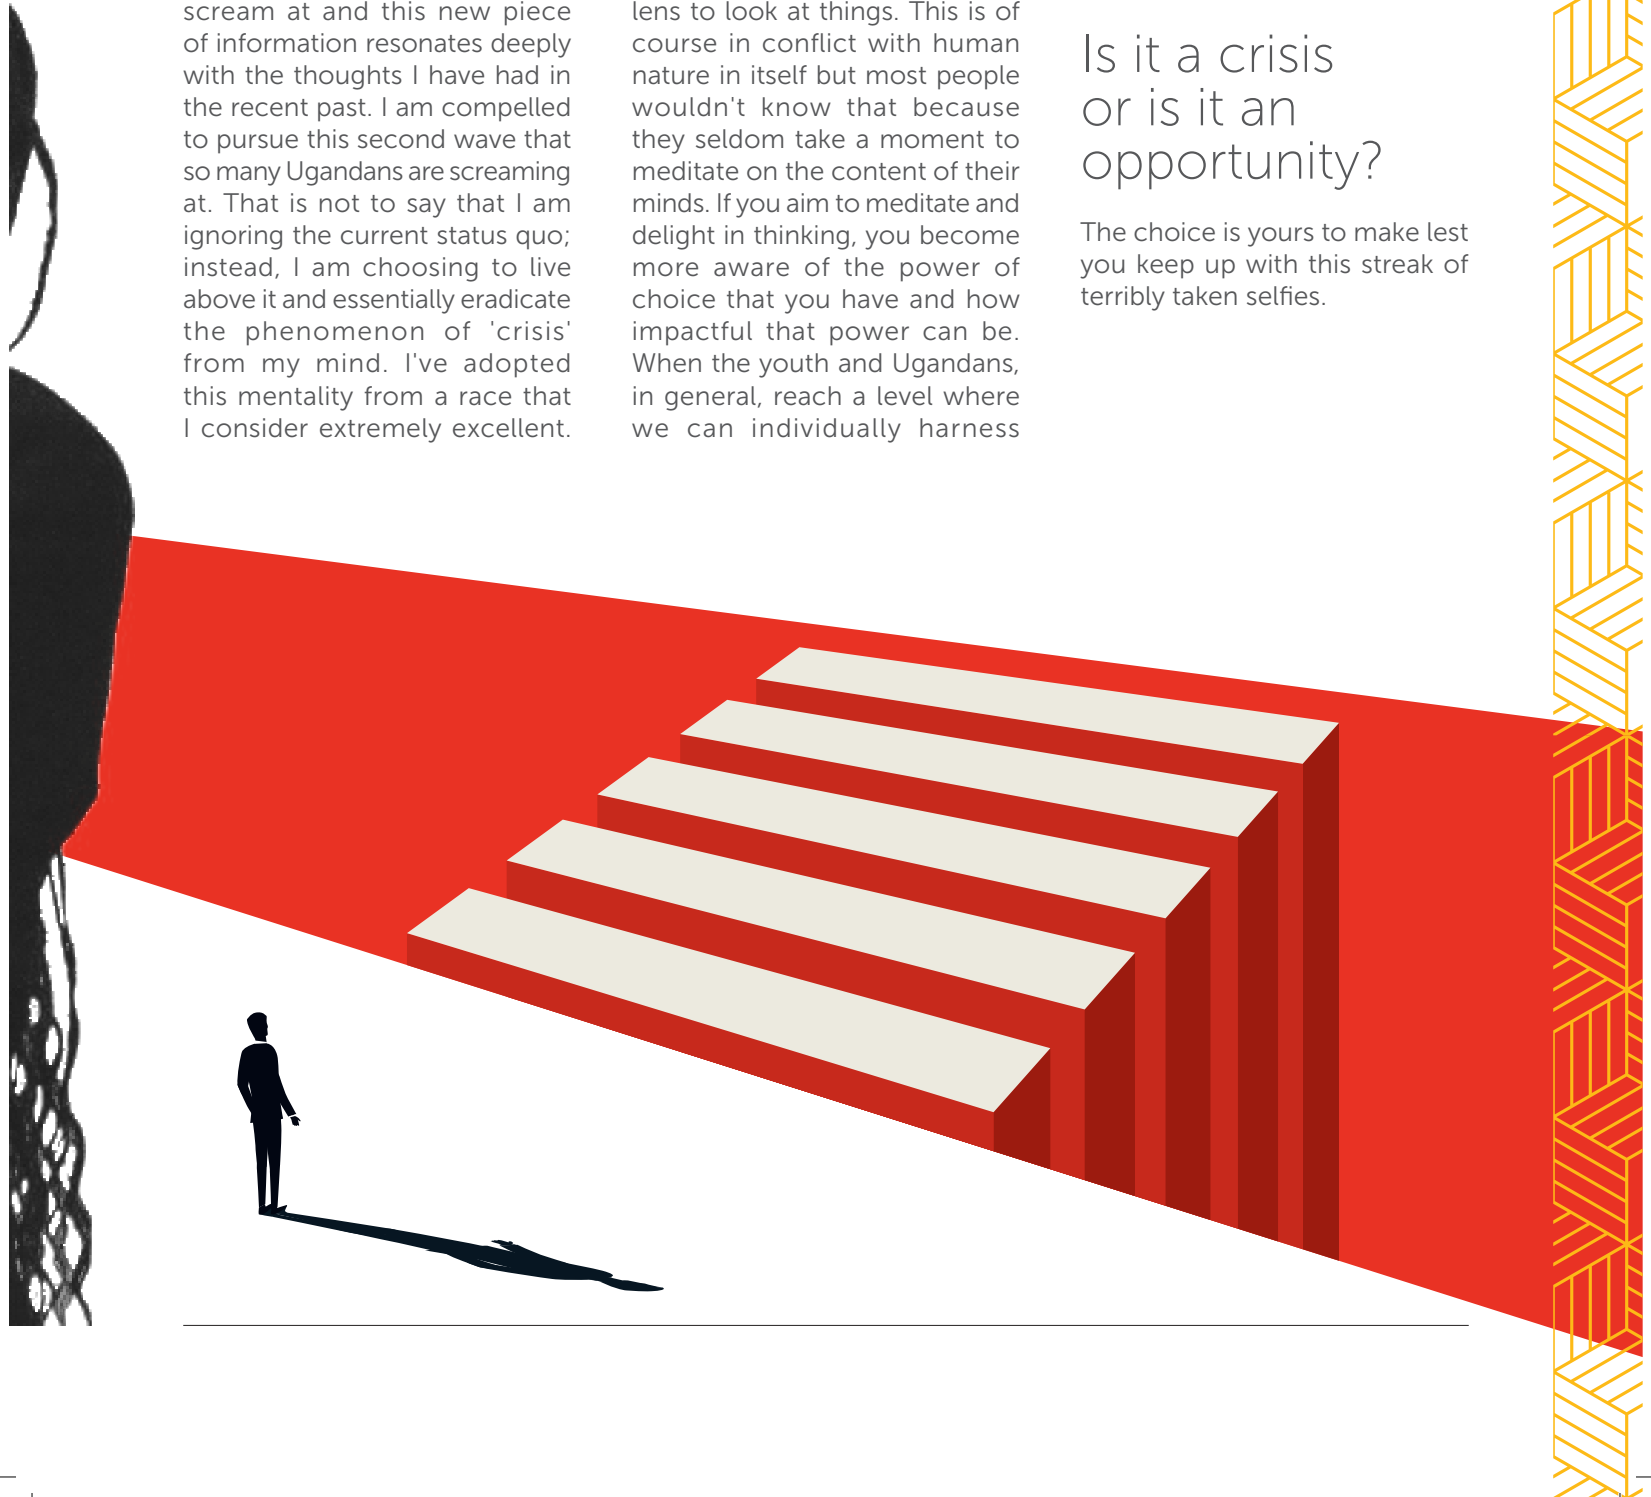 scream at and this new piece
of information resonates deeply
with the thoughts I have had in
the recent past. I am compelled
to pursue this second wave that
so many Ugandans are screaming
at. That is not to say that I am
ignoring the current status quo;
instead, I am choosing to live
above it and essentially eradicate
the phenomenon of 'crisis'
from my mind. I've adopted
this mentality from a race that
I consider extremely excellent.
lens to look at things. This is of
course in conflict with human
nature in itself but most people
wouldn't know that because
they seldom take a moment to
meditate on the content of their
minds. If you aim to meditate and
delight in thinking, you become
more aware of the power of
choice that you have and how
impactful that power can be.
When the youth and Ugandans,
in general, reach a level where
we can individually harness
Is it a crisis
or is it an
opportunity?
The choice is yours to make lest
you keep up with this streak of
terribly taken selfies.